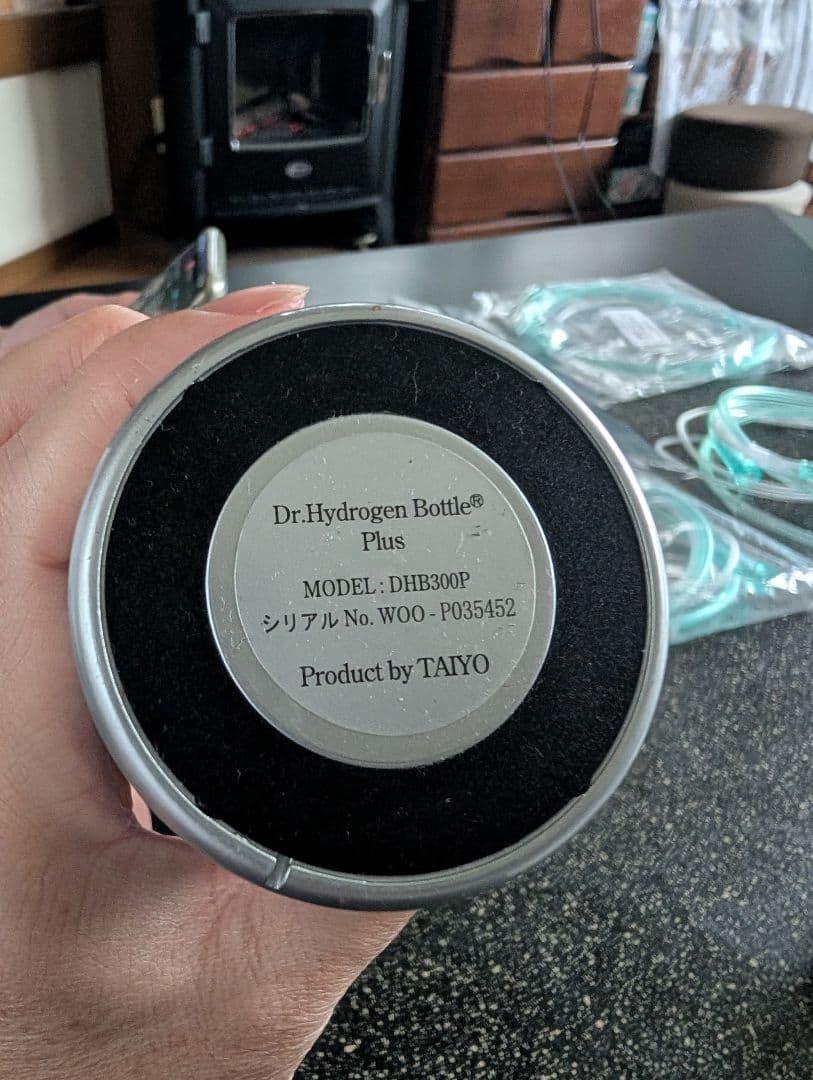 Dr.Hydrogen Bottle®
Plus
MODEL : DHB300P
シリアル No. WOO - P035452
Product by TAIYO